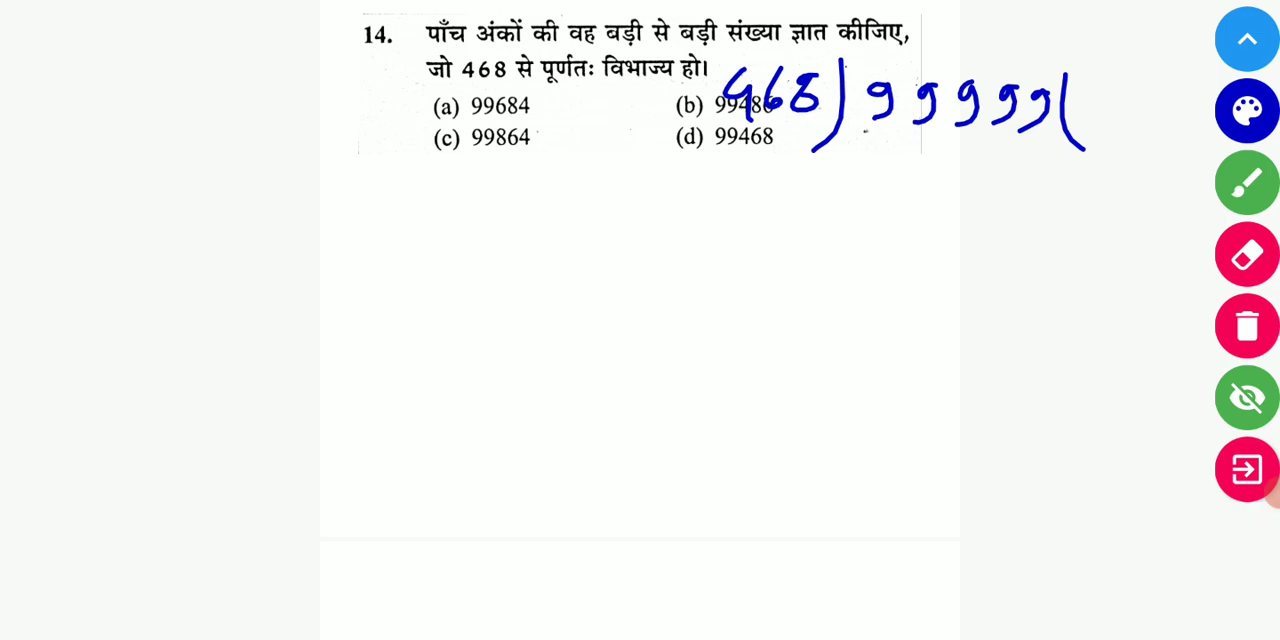 14. पाँच अंकों की वह बड़ी से बड़ी संख्या ज्ञात कीजिए,
जो 468 से पूर्णतः विभाज्य हो।
468) 99999(
(a) 99684 (b) 99486
(c) 99864 (d) 99468